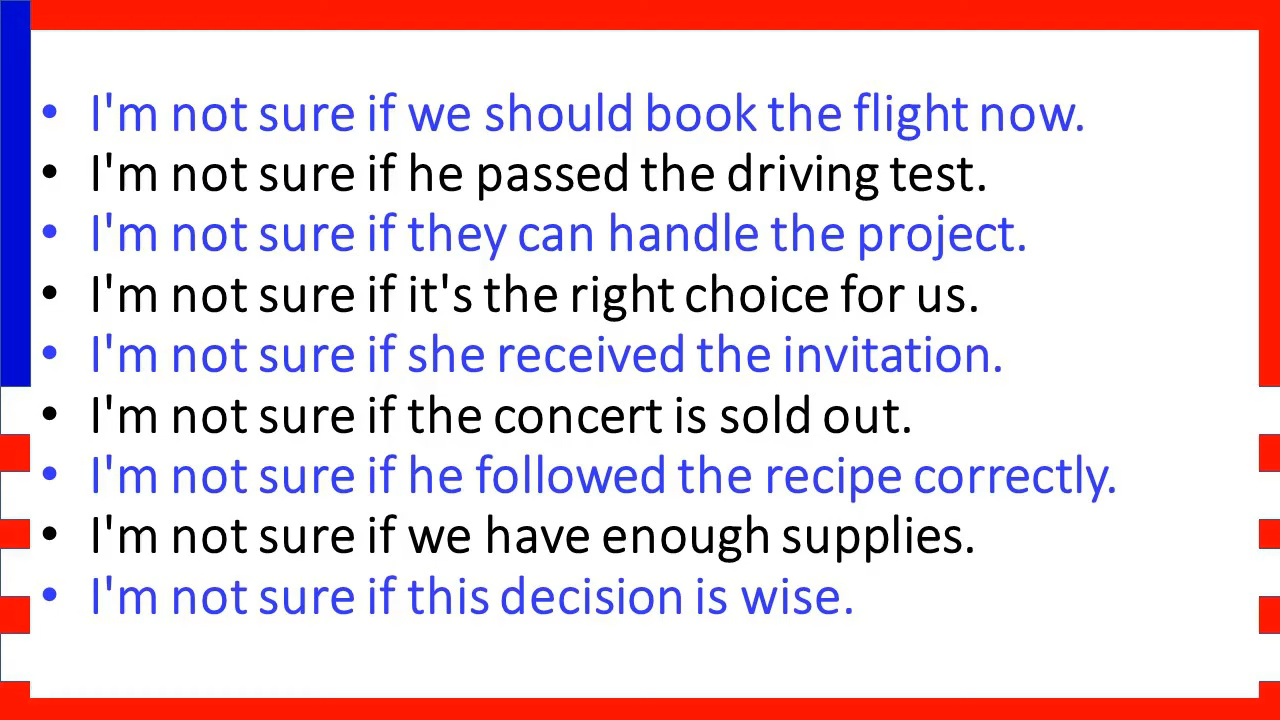 • I'm not sure if we should book the flight now.
• I'm not sure if he passed the driving test.
• I'm not sure if they can handle the project.
• I'm not sure if it's the right choice for us.
• I'm not sure if she received the invitation.
• I'm not sure if the concert is sold out.
• I'm not sure if he followed the recipe correctly.
• I'm not sure if we have enough supplies.
• I'm not sure if this decision is wise.